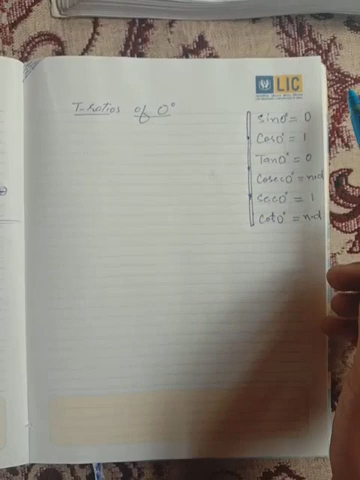 T-Ratios of 0°
LIC
sin0° = 0
Cos0° = 1
Tan0° = 0
Cosec0° = n.d
Sec0° = 1
Cot0° = n.d